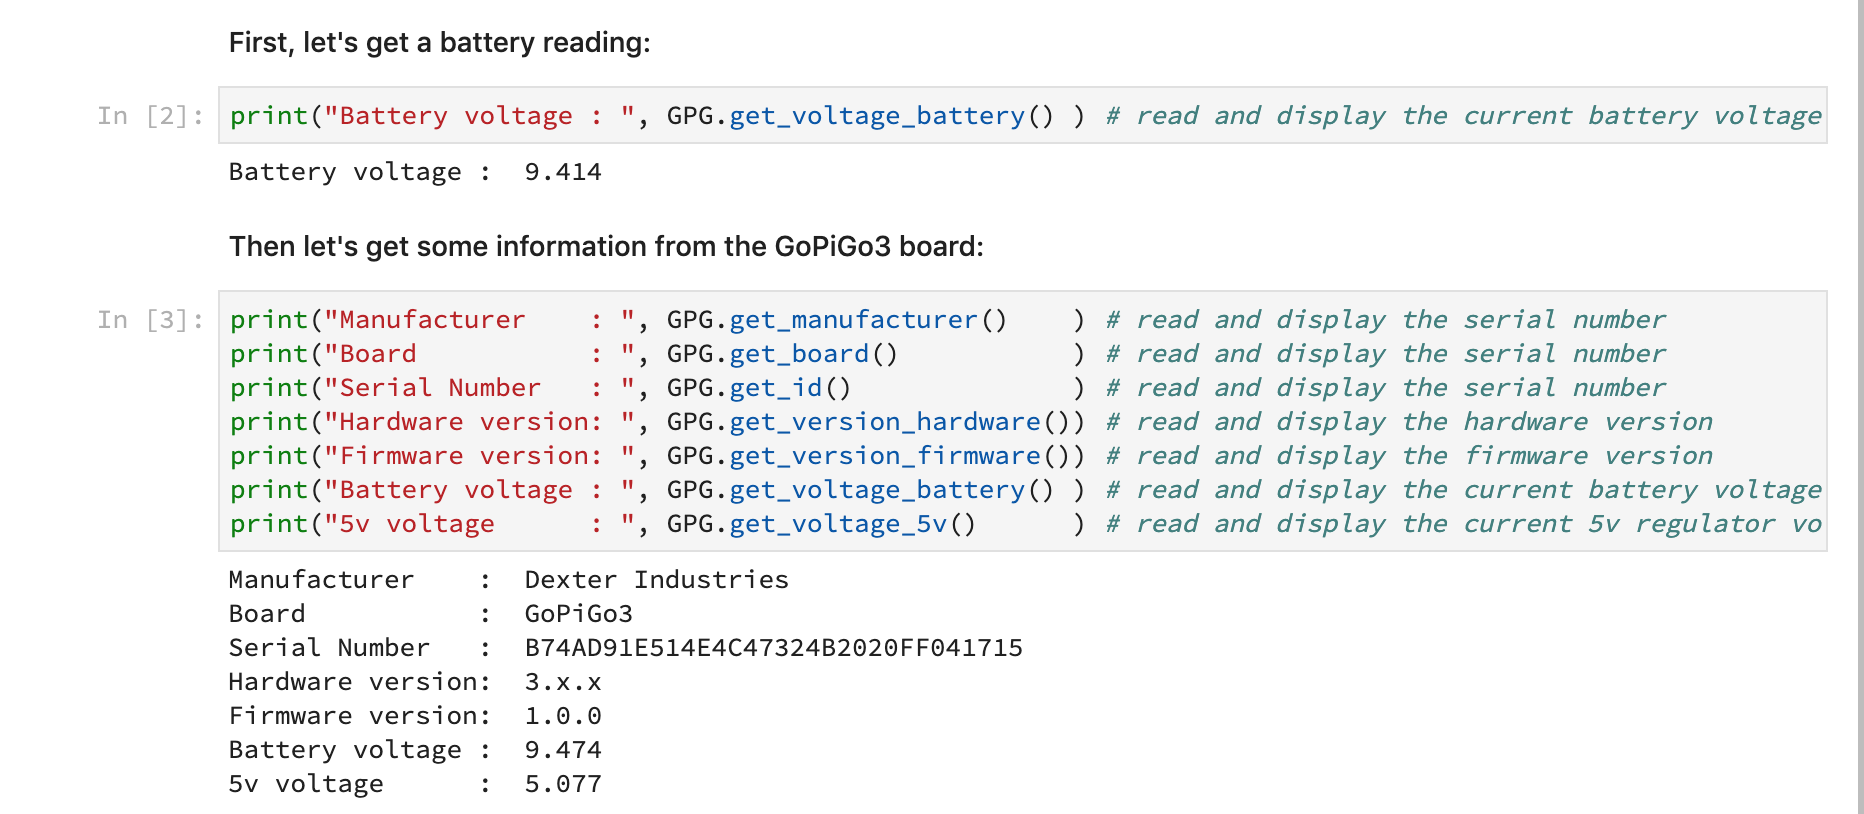 First, let's get a battery reading:
In [2]: print("Battery voltage : ", GPG.get_voltage_battery() ) # read and display the current battery voltage
Battery voltage :  9.414
Then let's get some information from the GoPiGo3 board:
In [3]: print("Manufacturer    : ", GPG.get_manufacturer()    ) # read and display the serial number
print("Board           : ", GPG.get_board()           ) # read and display the serial number
print("Serial Number   : ", GPG.get_id()              ) # read and display the serial number
print("Hardware version: ", GPG.get_version_hardware()) # read and display the hardware version
print("Firmware version: ", GPG.get_version_firmware()) # read and display the firmware version
print("Battery voltage : ", GPG.get_voltage_battery() ) # read and display the current battery voltage
print("5v voltage      : ", GPG.get_voltage_5v()      ) # read and display the current 5v regulator vo
Manufacturer    :  Dexter Industries
Board           :  GoPiGo3
Serial Number   :  B74AD91E514E4C47324B2020FF041715
Hardware version:  3.x.x
Firmware version:  1.0.0
Battery voltage :  9.474
5v voltage      :  5.077